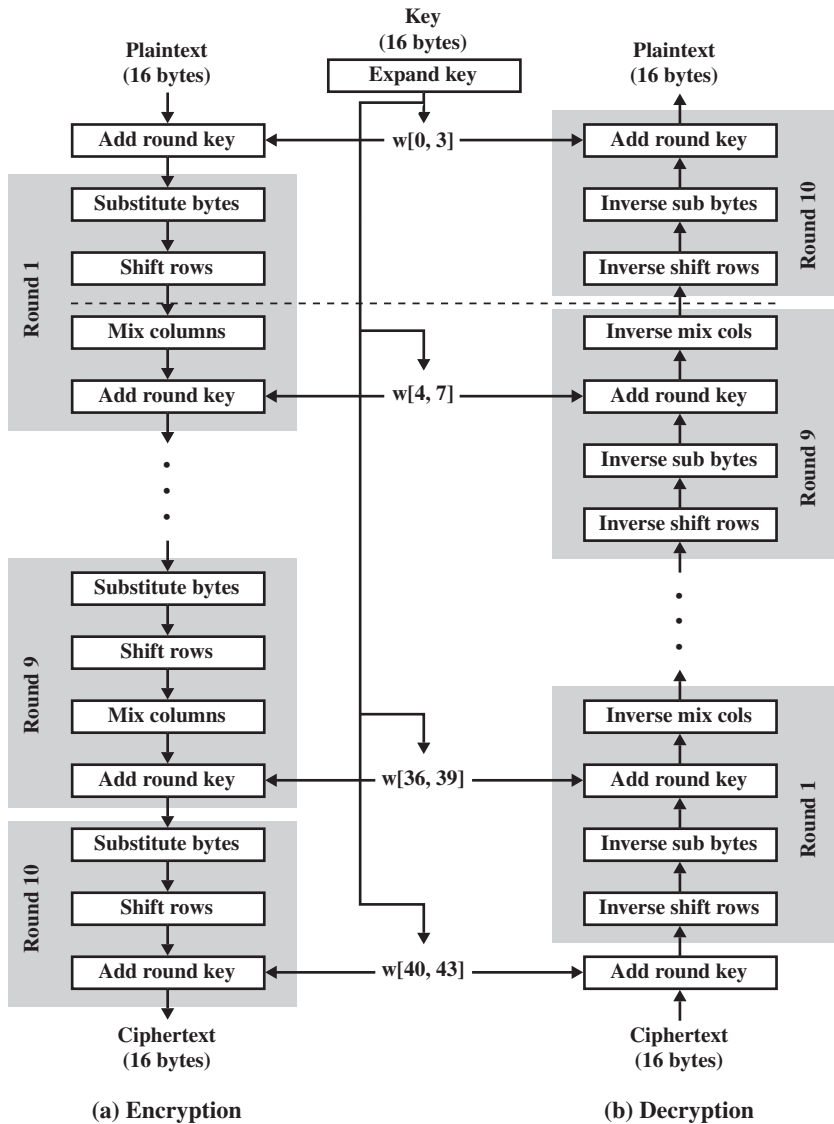 Key
(16 bytes)
Expand key
Plaintext
(16 bytes)
Add round key
Round 1
Substitute bytes
Shift rows
Mix columns
Add round key
Round 9
Substitute bytes
Shift rows
Mix columns
Add round key
Round 10
Substitute bytes
Shift rows
Add round key
Ciphertext
(16 bytes)
(a) Encryption
w[0, 3]
w[4, 7]
w[36, 39]
w[40, 43]
Plaintext
(16 bytes)
Add round key
Inverse sub bytes
Inverse shift rows
Round 10
Inverse mix cols
Add round key
Inverse sub bytes
Inverse shift rows
Round 9
Inverse mix cols
Add round key
Inverse sub bytes
Inverse shift rows
Round 1
Add round key
Ciphertext
(16 bytes)
(b) Decryption